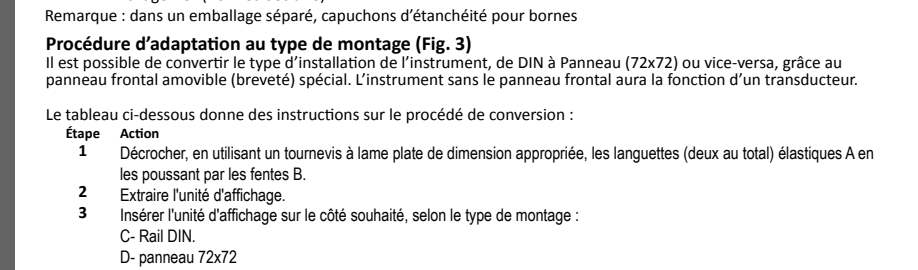 Remarque : dans un emballage séparé, capuchons d'étanchéité pour bornes
Procédure d'adaptation au type de montage (Fig. 3)
Il est possible de convertir le type d'installation de l'instrument, de DIN à Panneau (72x72) ou vice-versa, grâce au
panneau frontal amovible (breveté) spécial. L'instrument sans le panneau frontal aura la fonction d'un transducteur.
Le tableau ci-dessous donne des instructions sur le procédé de conversion :
Étape Action
1 Décrocher, en utilisant un tournevis à lame plate de dimension appropriée, les languettes (deux au total) élastiques A en
les poussant par les fentes B.
2 Extraire l'unité d'affichage.
3 Insérer l'unité d'affichage sur le côté souhaité, selon le type de montage :
C- Rail DIN.
D- panneau 72x72